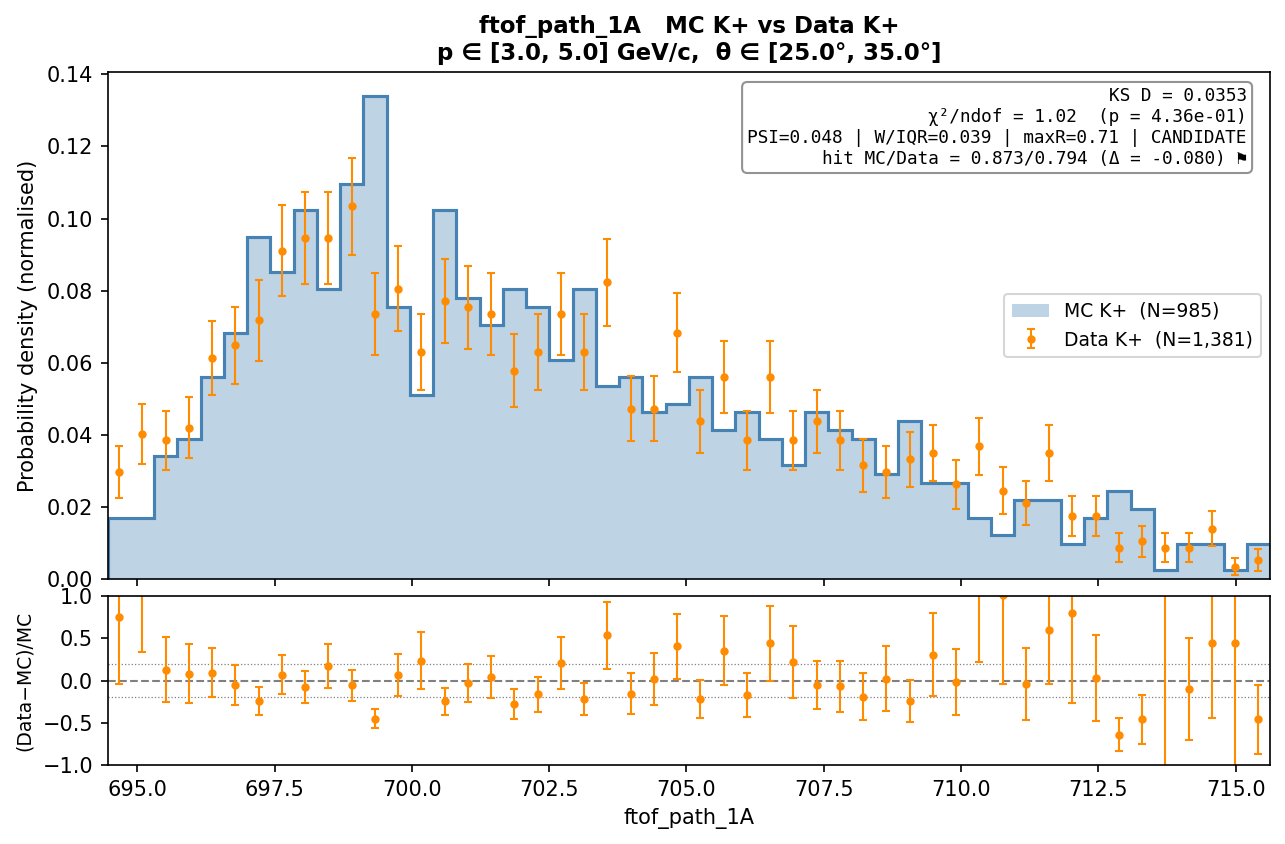 ftof_path_1A   MC K+ vs Data K+
p ∈ [3.0, 5.0] GeV/c,  θ ∈ [25.0°, 35.0°]
KS D = 0.0353
χ²/ndof = 1.02  (p = 4.36e-01)
PSI=0.048 | W/IQR=0.039 | maxR=0.71 | CANDIDATE
hit MC/Data = 0.873/0.794 (Δ = -0.080) ⚑
MC K+  (N=985)
Data K+  (N=1,381)
Probability density (normalised)
0.14
0.12
0.10
0.08
0.06
0.04
0.02
0.00
(Data−MC)/MC
1.0
0.5
0.0
−0.5
−1.0
695.0 697.5 700.0 702.5 705.0 707.5 710.0 712.5 715.0
ftof_path_1A